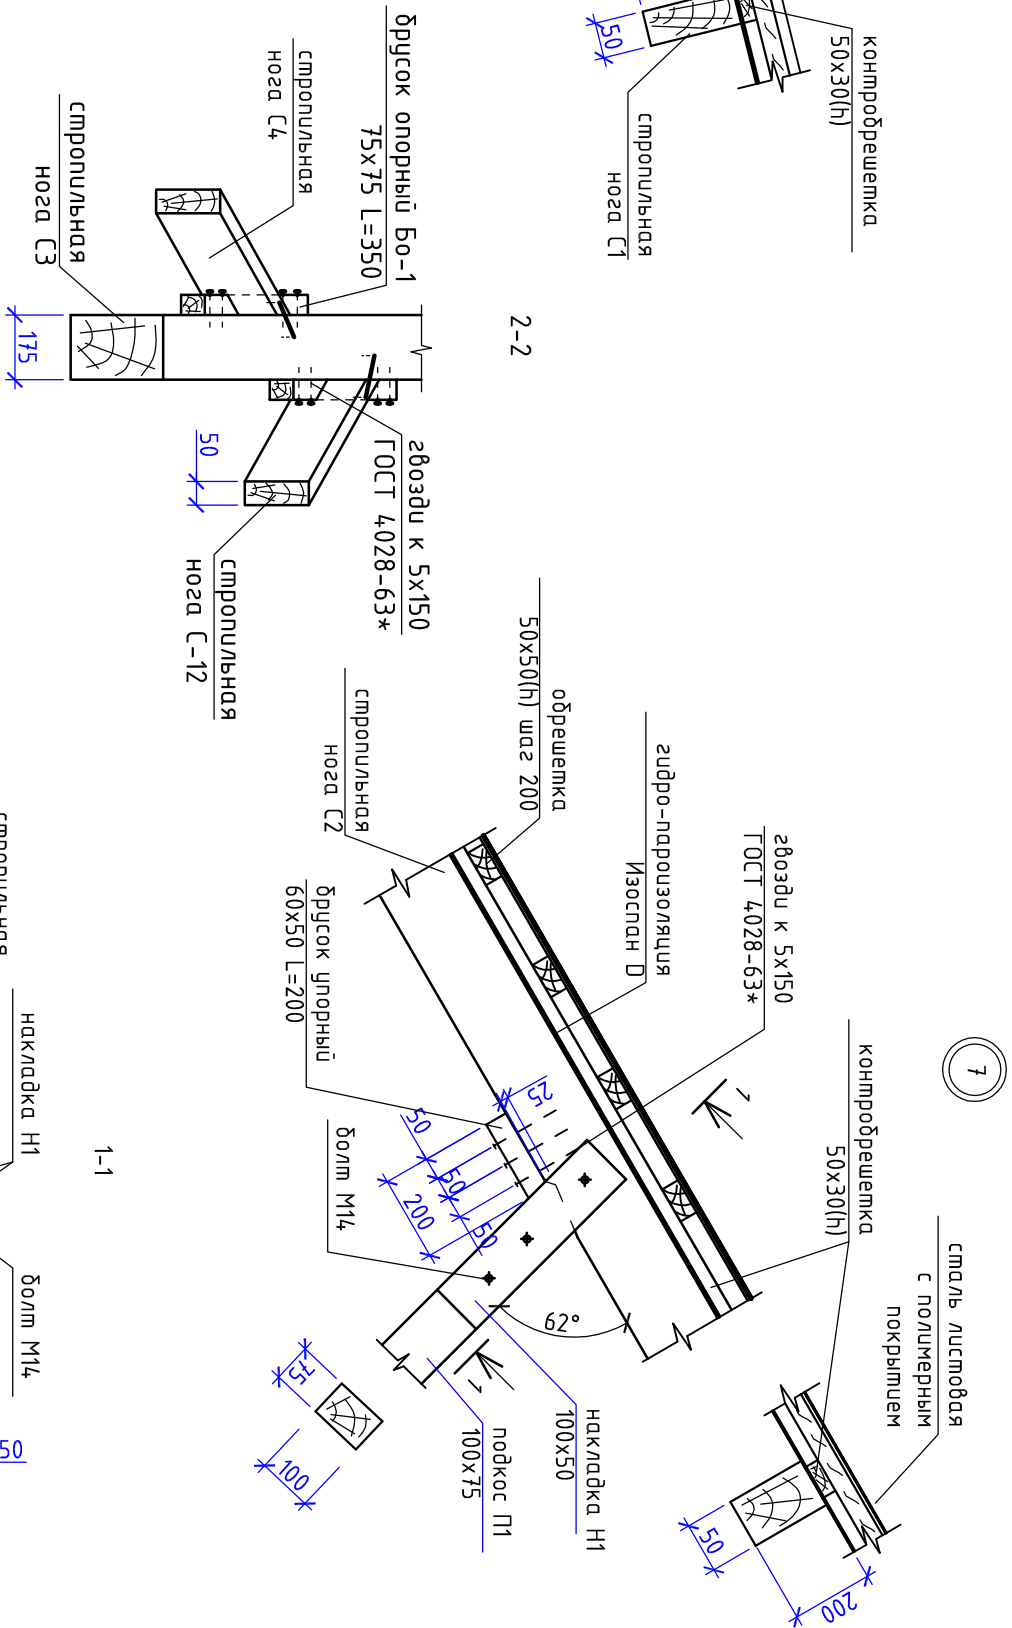 контробрешетка
50х30(h)
50
стропильная
нога С1
брусок опорный Бо-1
75х75 L=350
стропильная
нога С4
стропильная
нога С3
175
2-2
гвозди к 5х150
ГОСТ 4028-63*
50
стропильная
нога С-12
7
гвозди к 5х150
ГОСТ 4028-63*
гидро-пароизоляция
Изоспан D
обрешетка
50х50(h) шаг 200
стропильная
нога С2
брусок упорный
60х50 L=200
контробрешетка
50х30(h)
сталь листовая
с полимерным
покрытием
1
25
50
50
50
200
болт М14
62°
1
накладка Н1
100х50
подкос П1
100х75
75
100
50
200
1-1
стропильная
накладка Н1
болт М14
50